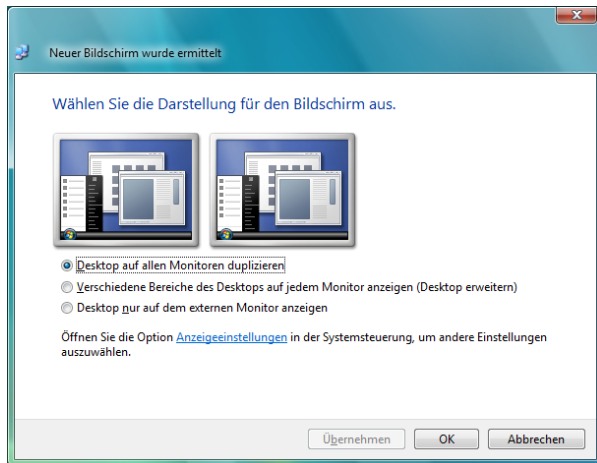 Neuer Bildschirm wurde ermittelt
Wählen Sie die Darstellung für den Bildschirm aus.
Desktop auf allen Monitoren duplizieren
Verschiedene Bereiche des Desktops auf jedem Monitor anzeigen (Desktop erweitern)
Desktop nur auf dem externen Monitor anzeigen
Öffnen Sie die Option Anzeigeeinstellungen in der Systemsteuerung, um andere Einstellungen
auszuwählen.
Übernehmen OK Abbrechen